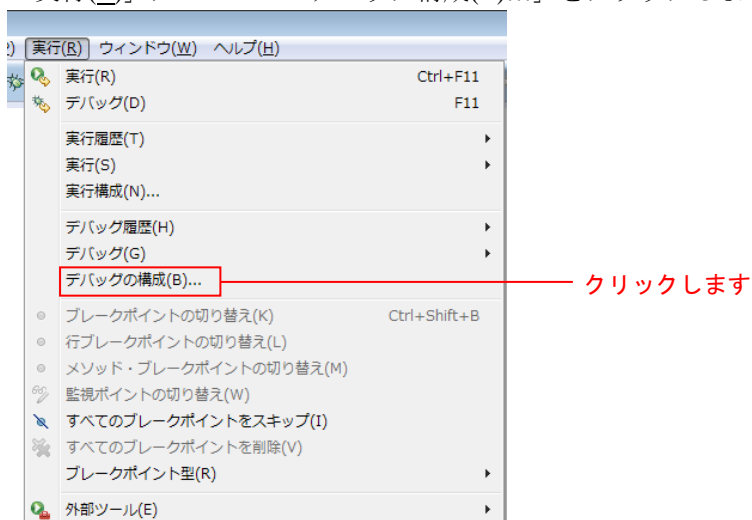 実行(R) ウィンドウ(W) ヘルプ(H)
実行(R) Ctrl+F11
デバッグ(D) F11
実行履歴(T)
実行(S)
実行構成(N)...
デバッグ履歴(H)
デバッグ(G)
デバッグの構成(B)...
クリックします
ブレークポイントの切り替え(K) Ctrl+Shift+B
行ブレークポイントの切り替え(L)
メソッド・ブレークポイントの切り替え(M)
監視ポイントの切り替え(W)
すべてのブレークポイントをスキップ(I)
すべてのブレークポイントを削除(V)
ブレークポイント型(R)
外部ツール(E)